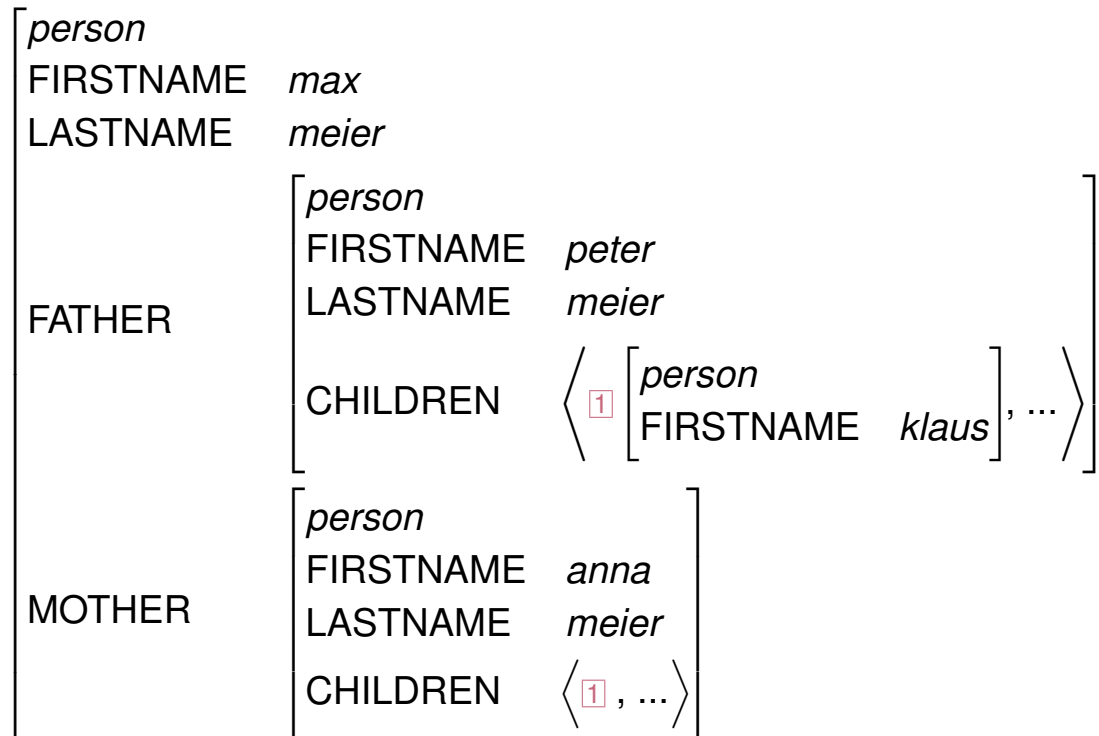 person
FIRSTNAME max
LASTNAME meier
FATHER
person
FIRSTNAME peter
LASTNAME meier
CHILDREN ⟨ 1 [person
FIRSTNAME klaus], ... ⟩
MOTHER
person
FIRSTNAME anna
LASTNAME meier
CHILDREN ⟨ 1 , ... ⟩